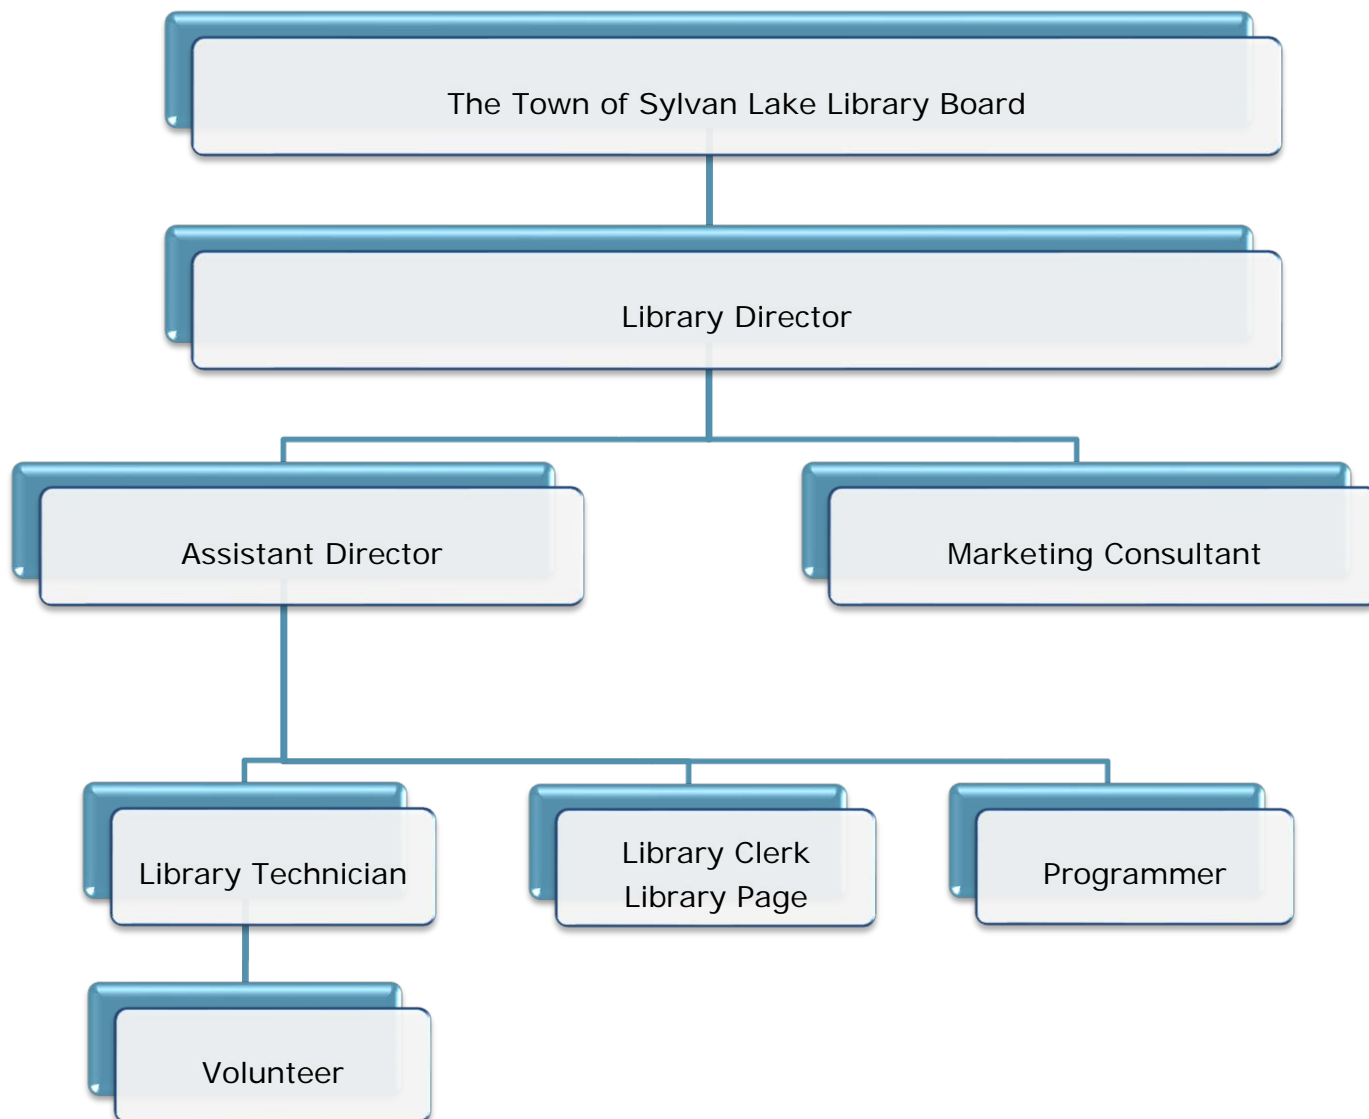 The Town of Sylvan Lake Library Board
Library Director
Assistant Director
Marketing Consultant
Library Technician
Library Clerk
Library Page
Programmer
Volunteer